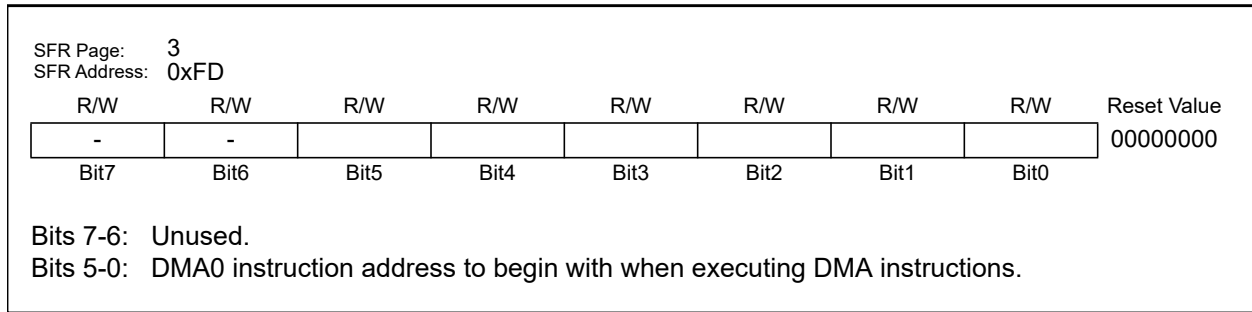 SFR Page: 3
SFR Address: 0xFD
R/W R/W R/W R/W R/W R/W R/W R/W Reset Value
- - 00000000
Bit7 Bit6 Bit5 Bit4 Bit3 Bit2 Bit1 Bit0
Bits 7-6: Unused.
Bits 5-0: DMA0 instruction address to begin with when executing DMA instructions.